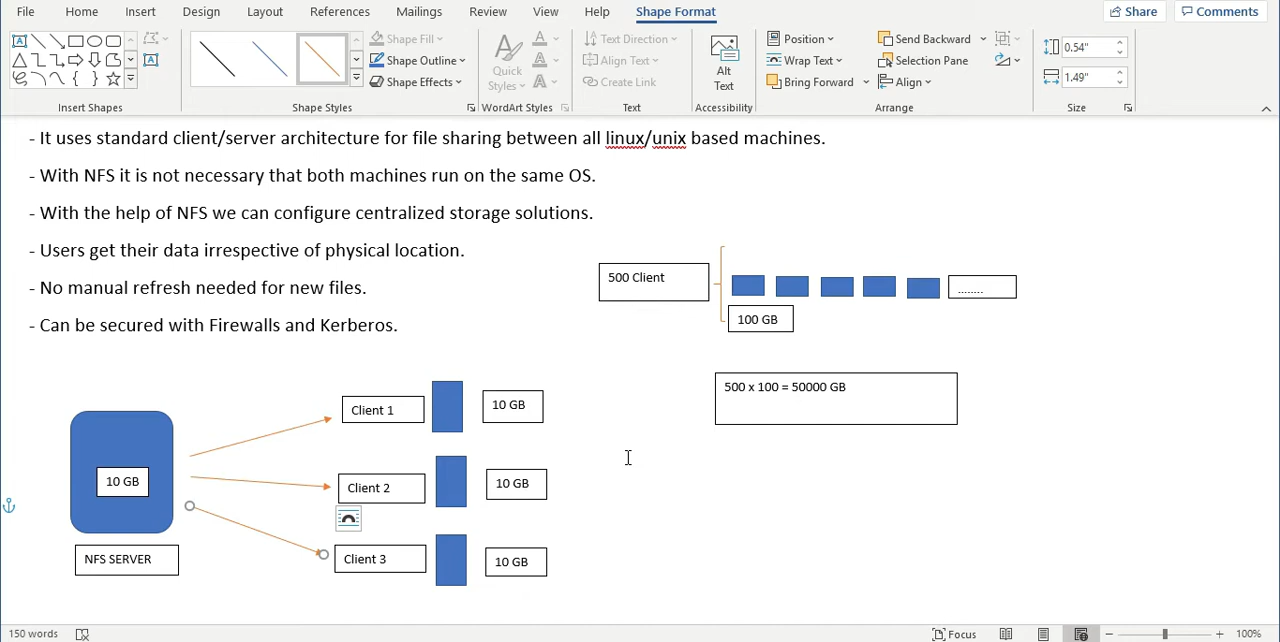 File Home Insert Design Layout References Mailings Review View Help Shape Format Share Comments
Shape Fill Text Direction Position Send Backward 0.54"
Shape Outline Quick Align Text Alt Wrap Text Selection Pane
Shape Effects Styles Create Link Text Bring Forward Align 1.49"
Insert Shapes Shape Styles WordArt Styles Text Accessibility Arrange Size
- It uses standard client/server architecture for file sharing between all linux/unix based machines.
- With NFS it is not necessary that both machines run on the same OS.
- With the help of NFS we can configure centralized storage solutions.
- Users get their data irrespective of physical location.
- No manual refresh needed for new files.
- Can be secured with Firewalls and Kerberos.
500 Client
........
100 GB
500 x 100 = 50000 GB
Client 1 10 GB
10 GB
Client 2 10 GB
NFS SERVER
Client 3 10 GB
150 words Focus 100%